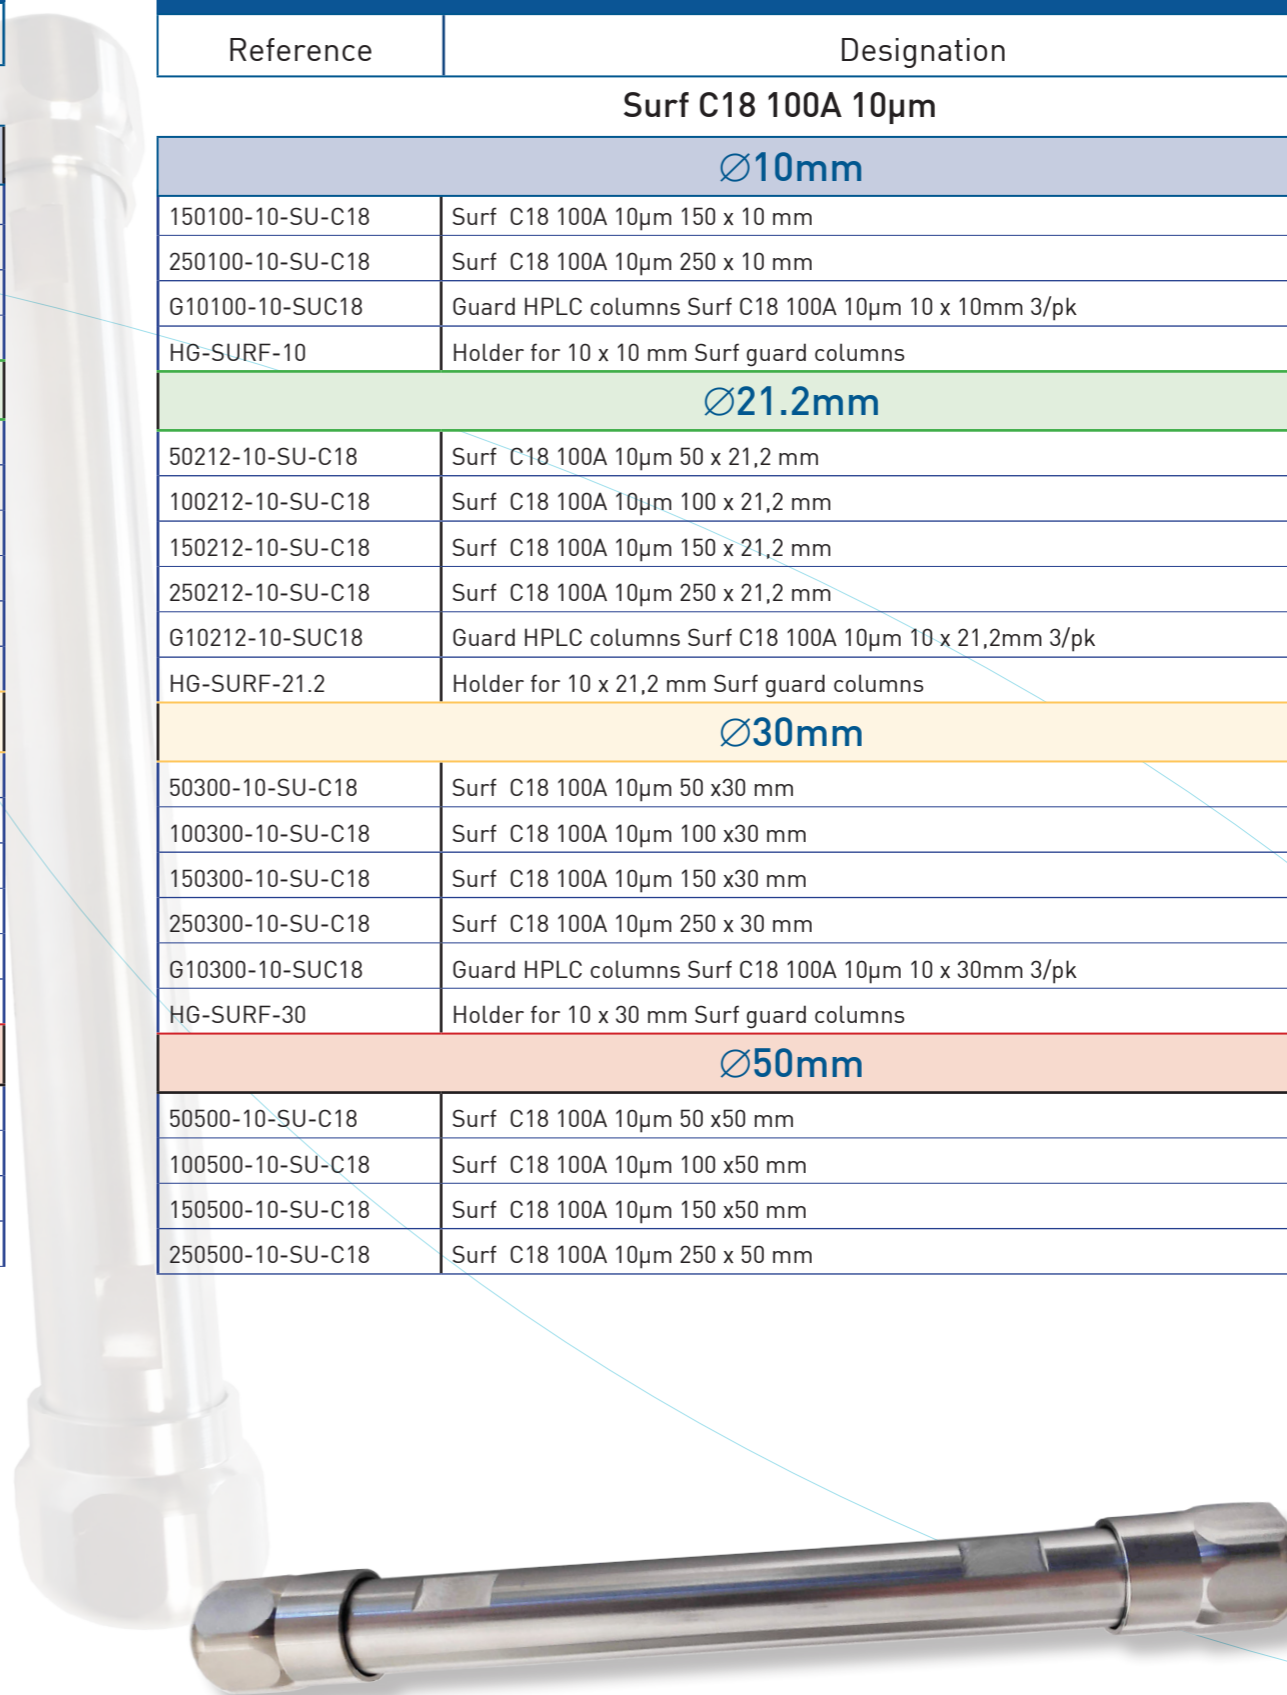 Reference Designation
Surf C18 100A 10µm
∅10mm
150100-10-SU-C18 Surf C18 100A 10µm 150 x 10 mm
250100-10-SU-C18 Surf C18 100A 10µm 250 x 10 mm
G10100-10-SUC18 Guard HPLC columns Surf C18 100A 10µm 10 x 10mm 3/pk
HG-SURF-10 Holder for 10 x 10 mm Surf guard columns
∅21.2mm
50212-10-SU-C18 Surf C18 100A 10µm 50 x 21,2 mm
100212-10-SU-C18 Surf C18 100A 10µm 100 x 21,2 mm
150212-10-SU-C18 Surf C18 100A 10µm 150 x 21,2 mm
250212-10-SU-C18 Surf C18 100A 10µm 250 x 21,2 mm
G10212-10-SUC18 Guard HPLC columns Surf C18 100A 10µm 10 x 21,2mm 3/pk
HG-SURF-21.2 Holder for 10 x 21,2 mm Surf guard columns
∅30mm
50300-10-SU-C18 Surf C18 100A 10µm 50 x30 mm
100300-10-SU-C18 Surf C18 100A 10µm 100 x30 mm
150300-10-SU-C18 Surf C18 100A 10µm 150 x30 mm
250300-10-SU-C18 Surf C18 100A 10µm 250 x 30 mm
G10300-10-SUC18 Guard HPLC columns Surf C18 100A 10µm 10 x 30mm 3/pk
HG-SURF-30 Holder for 10 x 30 mm Surf guard columns
∅50mm
50500-10-SU-C18 Surf C18 100A 10µm 50 x50 mm
100500-10-SU-C18 Surf C18 100A 10µm 100 x50 mm
150500-10-SU-C18 Surf C18 100A 10µm 150 x50 mm
250500-10-SU-C18 Surf C18 100A 10µm 250 x 50 mm